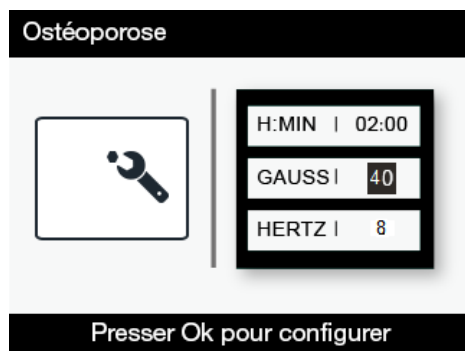 Ostéoporose
H:MIN | 02:00
GAUSS | 40
HERTZ | 8
Presser Ok pour configurer